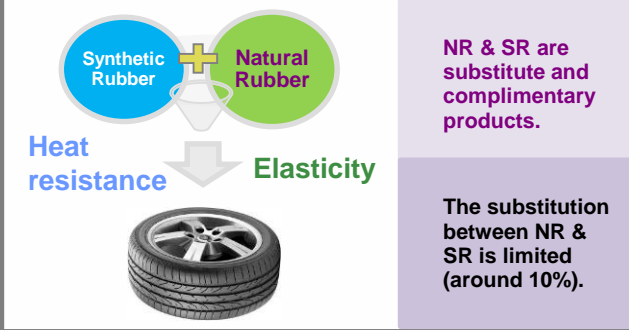 Synthetic
Rubber
Natural
Rubber
Heat
resistance
Elasticity
NR & SR are
substitute and
complimentary
products.
The substitution
between NR &
SR is limited
(around 10%).